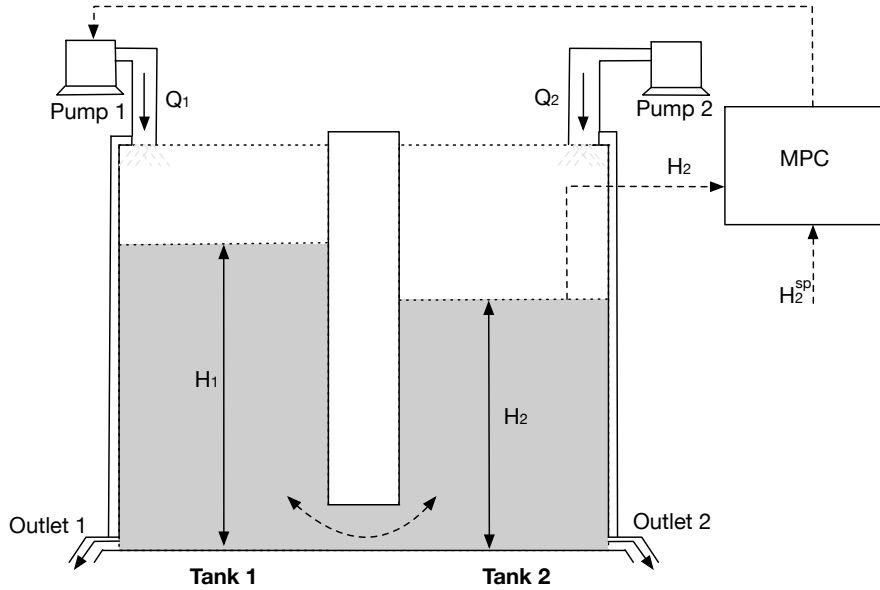 Pump 1
Q1
Q2
Pump 2
MPC
H2
H2sp
H1
H2
Outlet 1
Outlet 2
Tank 1
Tank 2